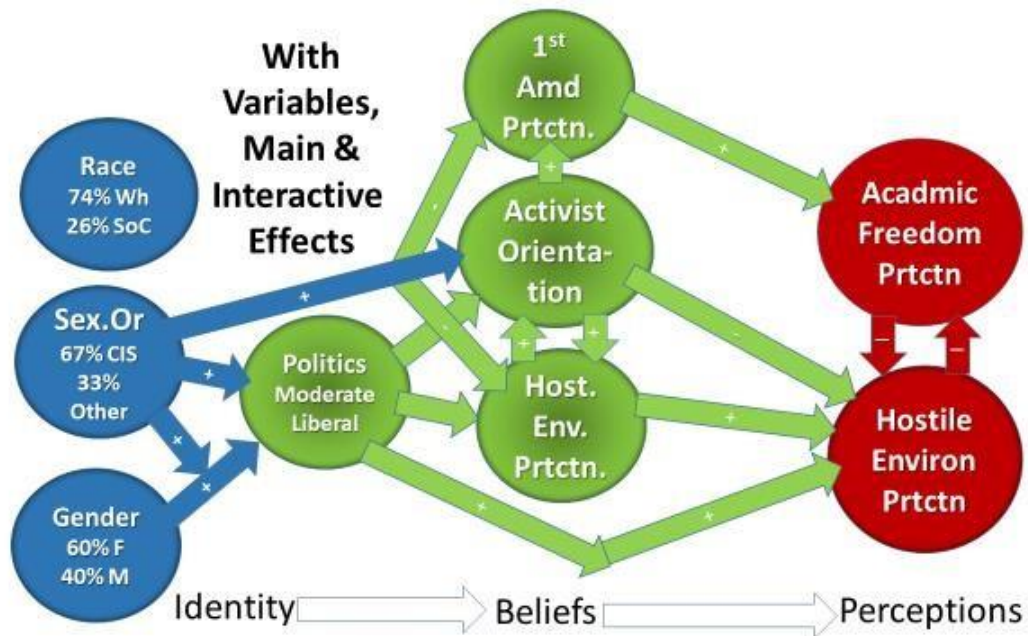 With
Variables,
Main &
Interactive
Effects
Race
74% Wh
26% SoC
Sex.Or
67% CIS
33%
Other
Gender
60% F
40% M
Politics
Moderate
Liberal
1st
Amd
Prtctn.
Activist
Orienta-
tion
Host.
Env.
Prtctn.
Acadmic
Freedom
Prtctn
Hostile
Environ
Prtctn
+
+
+
+
-
-
+
+
+
+
-
+
+
+
–
–
Identity
Beliefs
Perceptions